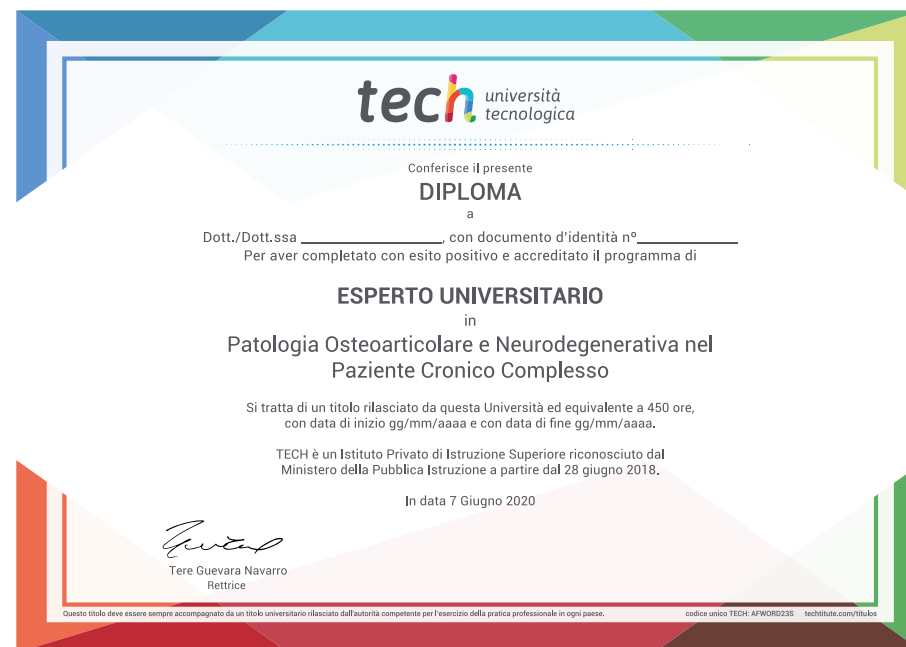 tech università
tecnologica
Conferisce il presente
DIPLOMA
a
Dott./Dott.ssa ____________________, con documento d'identità nº______________
Per aver completato con esito positivo e accreditato il programma di
ESPERTO UNIVERSITARIO
in
Patologia Osteoarticolare e Neurodegenerativa nel
Paziente Cronico Complesso
Si tratta di un titolo rilasciato da questa Università ed equivalente a 450 ore,
con data di inizio gg/mm/aaaa e con data di fine gg/mm/aaaa.
TECH è un Istituto Privato di Istruzione Superiore riconosciuto dal
Ministero della Pubblica Istruzione a partire dal 28 giugno 2018.
In data 7 Giugno 2020
Tere Guevara Navarro
Rettrice
Questo titolo deve essere sempre accompagnato da un titolo universitario rilasciato dall'autorità competente per l'esercizio della pratica professionale in ogni paese. codice unico TECH: AFWORD23S techtitute.com/titulos